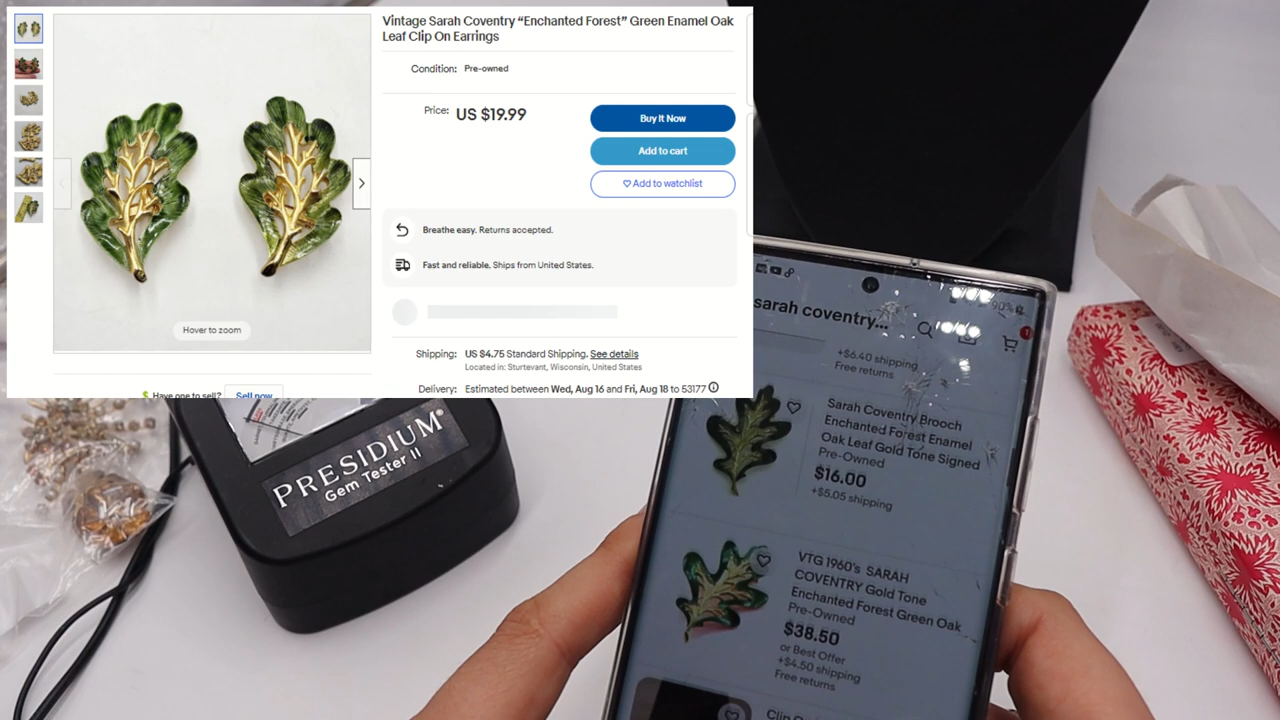 Vintage Sarah Coventry “Enchanted Forest” Green Enamel Oak
Leaf Clip On Earrings
Condition: Pre-owned
Price: US $19.99
Buy It Now
Add to cart
Add to watchlist
Breathe easy. Returns accepted.
Fast and reliable. Ships from United States.
Hover to zoom
Shipping: US $4.75 Standard Shipping. See details
Located in: Sturtevant, Wisconsin, United States
Delivery: Estimated between Wed, Aug 16 and Fri, Aug 18 to 53177
Have one to sell? Sell now
PRESIDIUM®
Gem Tester II
90%
sarah coventry...
+$6.40 shipping
Free returns
Sarah Coventry Brooch
Enchanted Forest Enamel
Oak Leaf Gold Tone Signed
Pre-Owned
$16.00
+$5.05 shipping
VTG 1960's SARAH
COVENTRY Gold Tone
Enchanted Forest Green Oak
Pre-Owned
$38.50
or Best Offer
+$4.50 shipping
Free returns